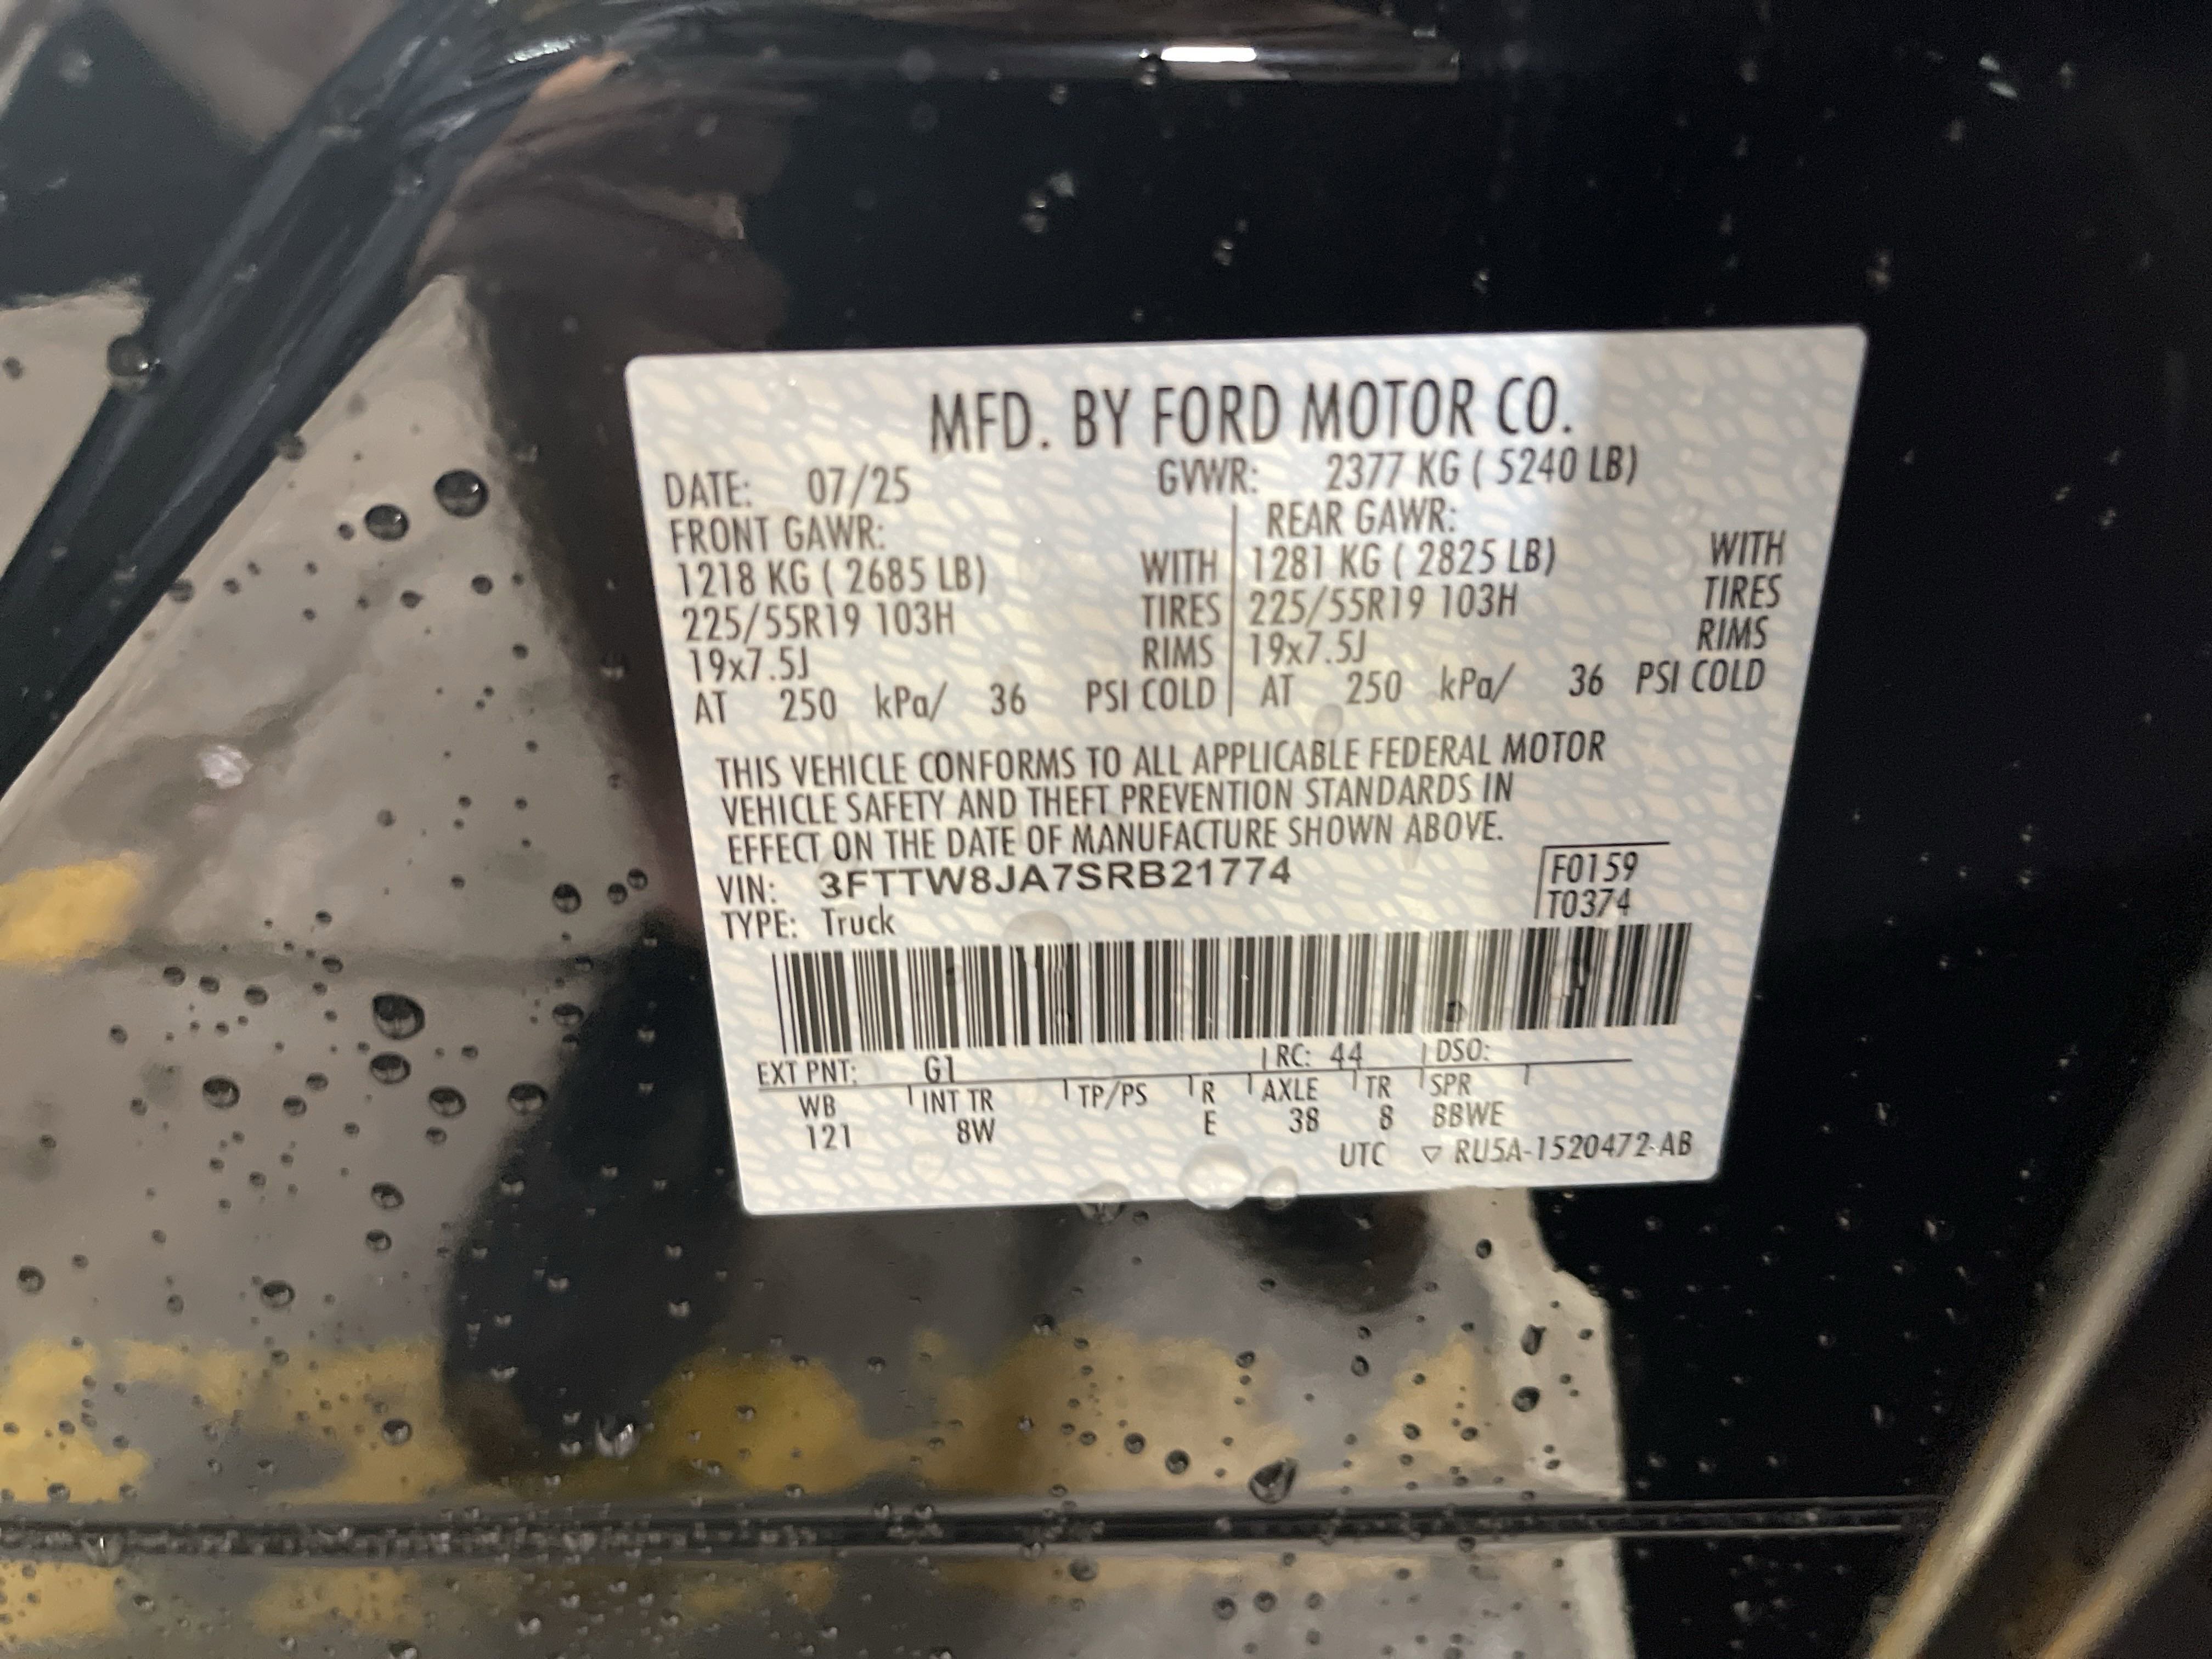 MFD. BY FORD MOTOR CO.
DATE: 07/25 GVWR: 2377 KG ( 5240 LB)
FRONT GAWR: REAR GAWR:
1218 KG ( 2685 LB) WITH 1281 KG ( 2825 LB) WITH
225/55R19 103H TIRES 225/55R19 103H TIRES
19x7.5J RIMS 19x7.5J RIMS
AT 250 kPa/ 36 PSI COLD AT 250 kPa/ 36 PSI COLD
THIS VEHICLE CONFORMS TO ALL APPLICABLE FEDERAL MOTOR
VEHICLE SAFETY AND THEFT PREVENTION STANDARDS IN
EFFECT ON THE DATE OF MANUFACTURE SHOWN ABOVE.
VIN: 3FTTW8JA7SRB21774 F0159
TYPE: Truck T0374
EXT PNT: G1 RC: 44 DSO:
WB INT TR TP/PS R AXLE TR SPR
121 8W E 38 8 BBWE
UTC ▽ RU5A-1520472-AB